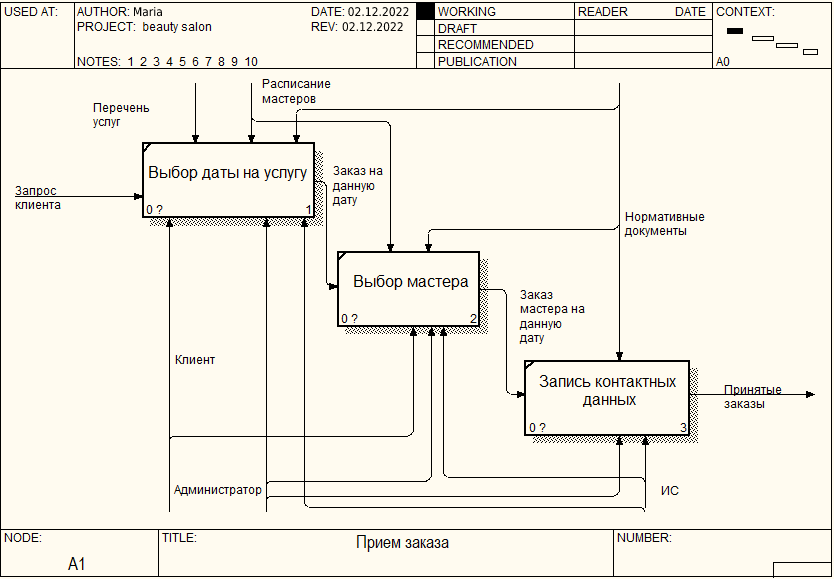 USED AT:
AUTHOR: Maria
DATE: 02.12.2022
WORKING
READER
DATE
CONTEXT:
PROJECT: beauty salon
REV: 02.12.2022
DRAFT
RECOMMENDED
NOTES: 1 2 3 4 5 6 7 8 9 10
PUBLICATION
A0
Расписание
мастеров
Перечень
услуг
Выбор даты на услугу
0 ?
1
Запрос
клиента
Заказ на
данную
дату
Нормативные
документы
Выбор мастера
0 ?
2
Заказ
мастера на
данную
дату
Клиент
Запись контактных
данных
0 ?
3
Принятые
заказы
Администратор
ИС
NODE:
A1
TITLE:
Прием заказа
NUMBER: